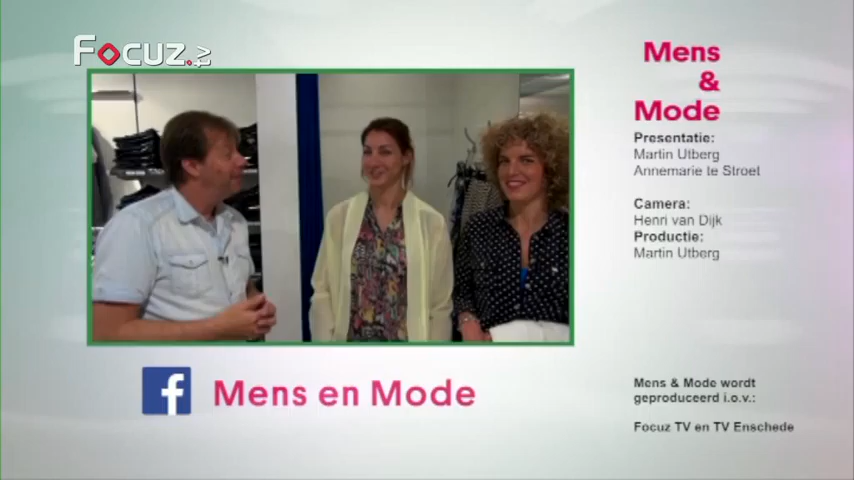 Focuz.tv
Mens
&
Mode
Presentatie:
Martin Utberg
Annemarie te Stroet
Camera:
Henri van Dijk
Productie:
Martin Utberg
f Mens en Mode
Mens & Mode wordt
geproduceerd i.o.v.:
Focuz TV en TV Enschede